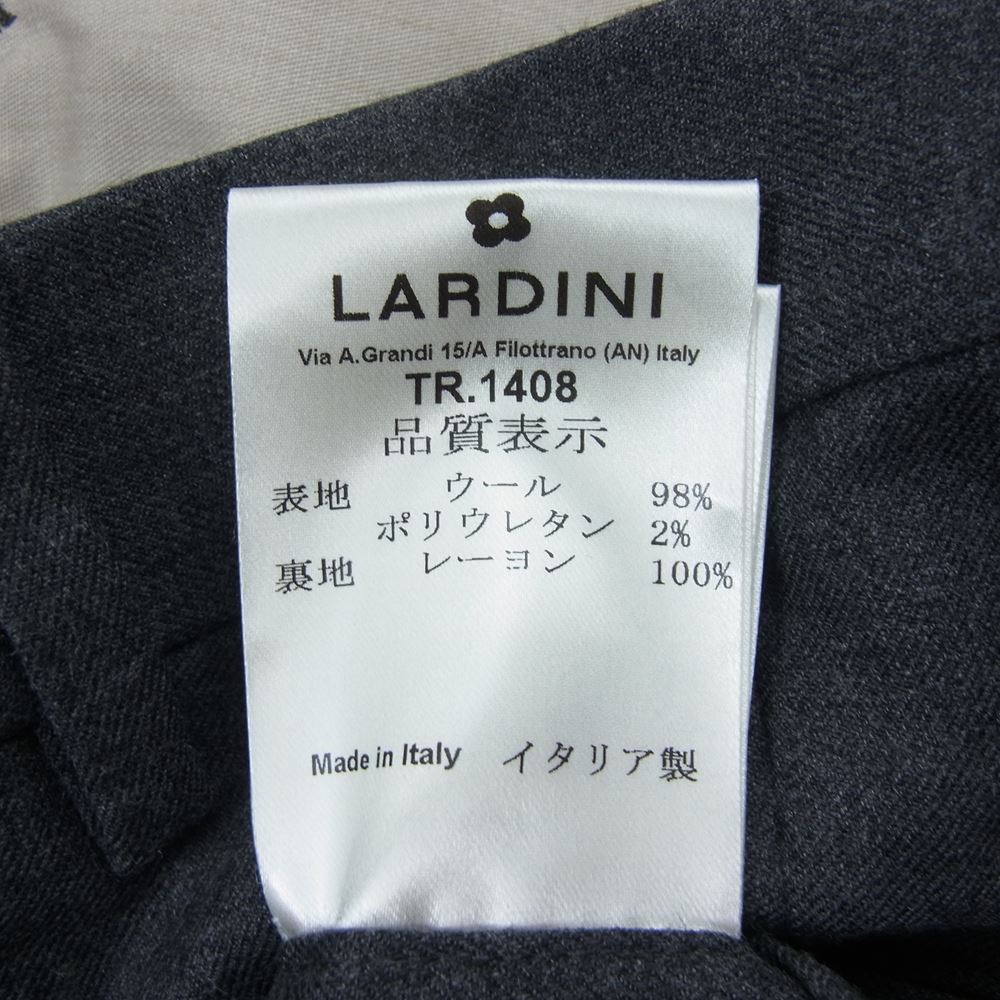 LARDINI
Via A.Grandi 15/A Filottrano (AN) Italy
TR.1408
品質表示
表地 ウール 98%
ポリウレタン 2%
裏地 レーヨン 100%
Made in Italy イタリア製